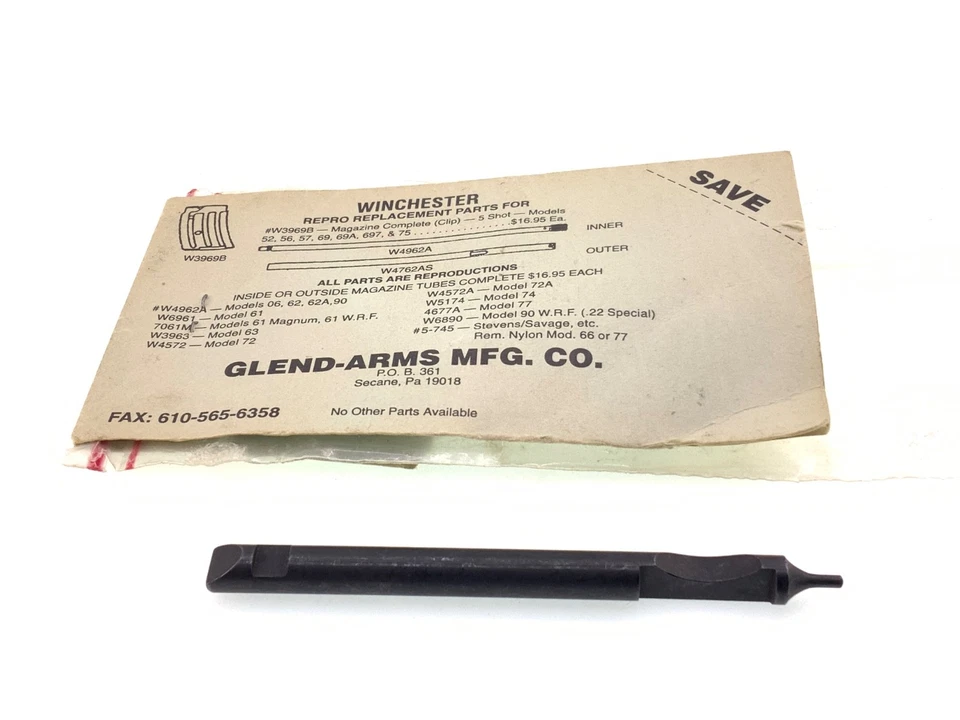 SAVE
WINCHESTER
REPRO REPLACEMENT PARTS FOR
#W3969B — Magazine Complete (Clip) — 5 Shot — Models
52, 56, 57, 69, 69A, 697, & 75 . . . . . . . . . . . . . . . . $16.95 Ea.
W3969B
INNER
W4962A
OUTER
W4762AS
ALL PARTS ARE REPRODUCTIONS
INSIDE OR OUTSIDE MAGAZINE TUBES COMPLETE $16.95 EACH
#W4962A — Models 06, 62, 62A,90
W6961 — Model 61
7061M — Models 61 Magnum, 61 W.R.F.
W3963 — Model 63
W4572 — Model 72
W4572A — Model 72A
W5174 — Model 74
4677A — Model 77
W6890 — Model 90 W.R.F. (.22 Special)
#5-745 — Stevens/Savage, etc.
Rem. Nylon Mod. 66 or 77
GLEND-ARMS MFG. CO.
P.O. B. 361
Secane, Pa 19018
FAX: 610-565-6358
No Other Parts Available